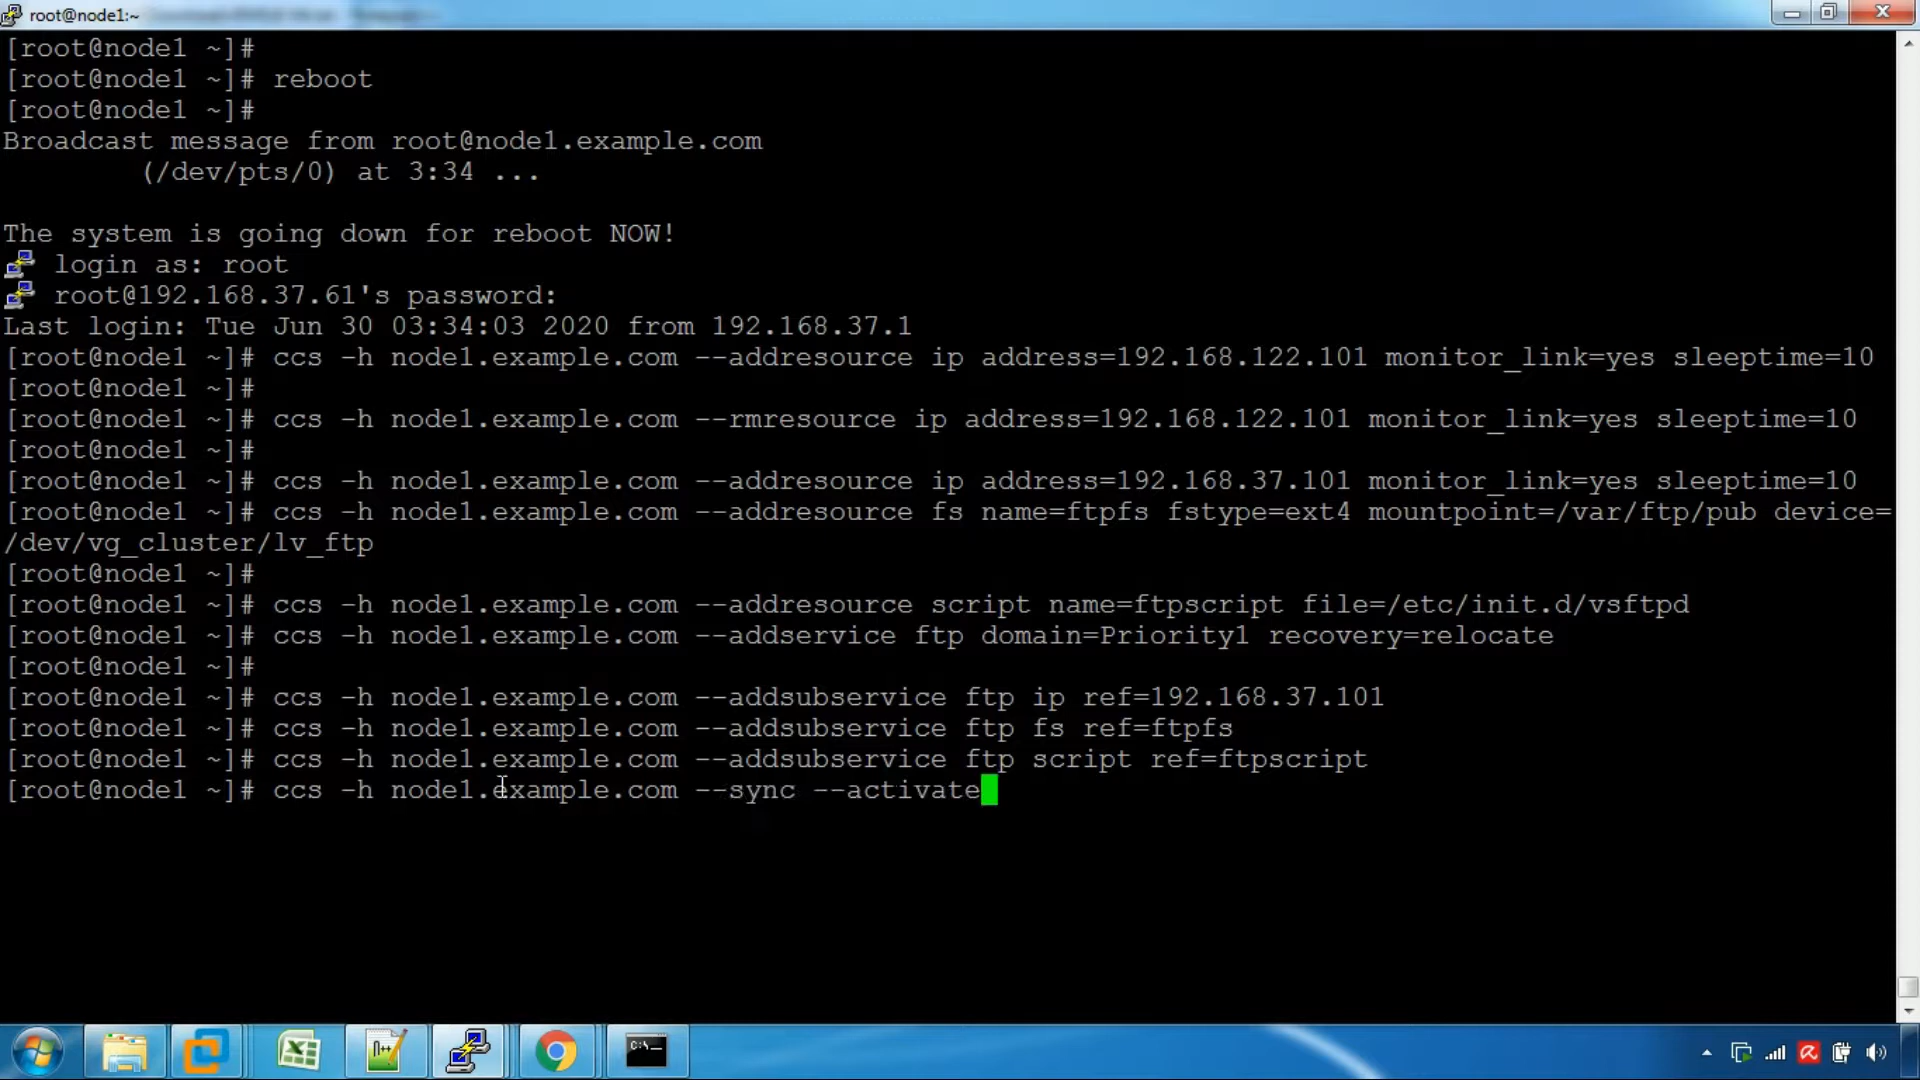 root@node1:~
[root@node1 ~]#
[root@node1 ~]# reboot
[root@node1 ~]#
Broadcast message from root@node1.example.com
(/dev/pts/0) at 3:34 ...
The system is going down for reboot NOW!
login as: root
root@192.168.37.61's password:
Last login: Tue Jun 30 03:34:03 2020 from 192.168.37.1
[root@node1 ~]# ccs -h node1.example.com --addresource ip address=192.168.122.101 monitor_link=yes sleeptime=10
[root@node1 ~]#
[root@node1 ~]# ccs -h node1.example.com --rmresource ip address=192.168.122.101 monitor_link=yes sleeptime=10
[root@node1 ~]#
[root@node1 ~]# ccs -h node1.example.com --addresource ip address=192.168.37.101 monitor_link=yes sleeptime=10
[root@node1 ~]# ccs -h node1.example.com --addresource fs name=ftpfs fstype=ext4 mountpoint=/var/ftp/pub device=
/dev/vg_cluster/lv_ftp
[root@node1 ~]#
[root@node1 ~]# ccs -h node1.example.com --addresource script name=ftpscript file=/etc/init.d/vsftpd
[root@node1 ~]# ccs -h node1.example.com --addservice ftp domain=Priority1 recovery=relocate
[root@node1 ~]#
[root@node1 ~]# ccs -h node1.example.com --addsubservice ftp ip ref=192.168.37.101
[root@node1 ~]# ccs -h node1.example.com --addsubservice ftp fs ref=ftpfs
[root@node1 ~]# ccs -h node1.example.com --addsubservice ftp script ref=ftpscript
[root@node1 ~]# ccs -h node1.example.com --sync --activate